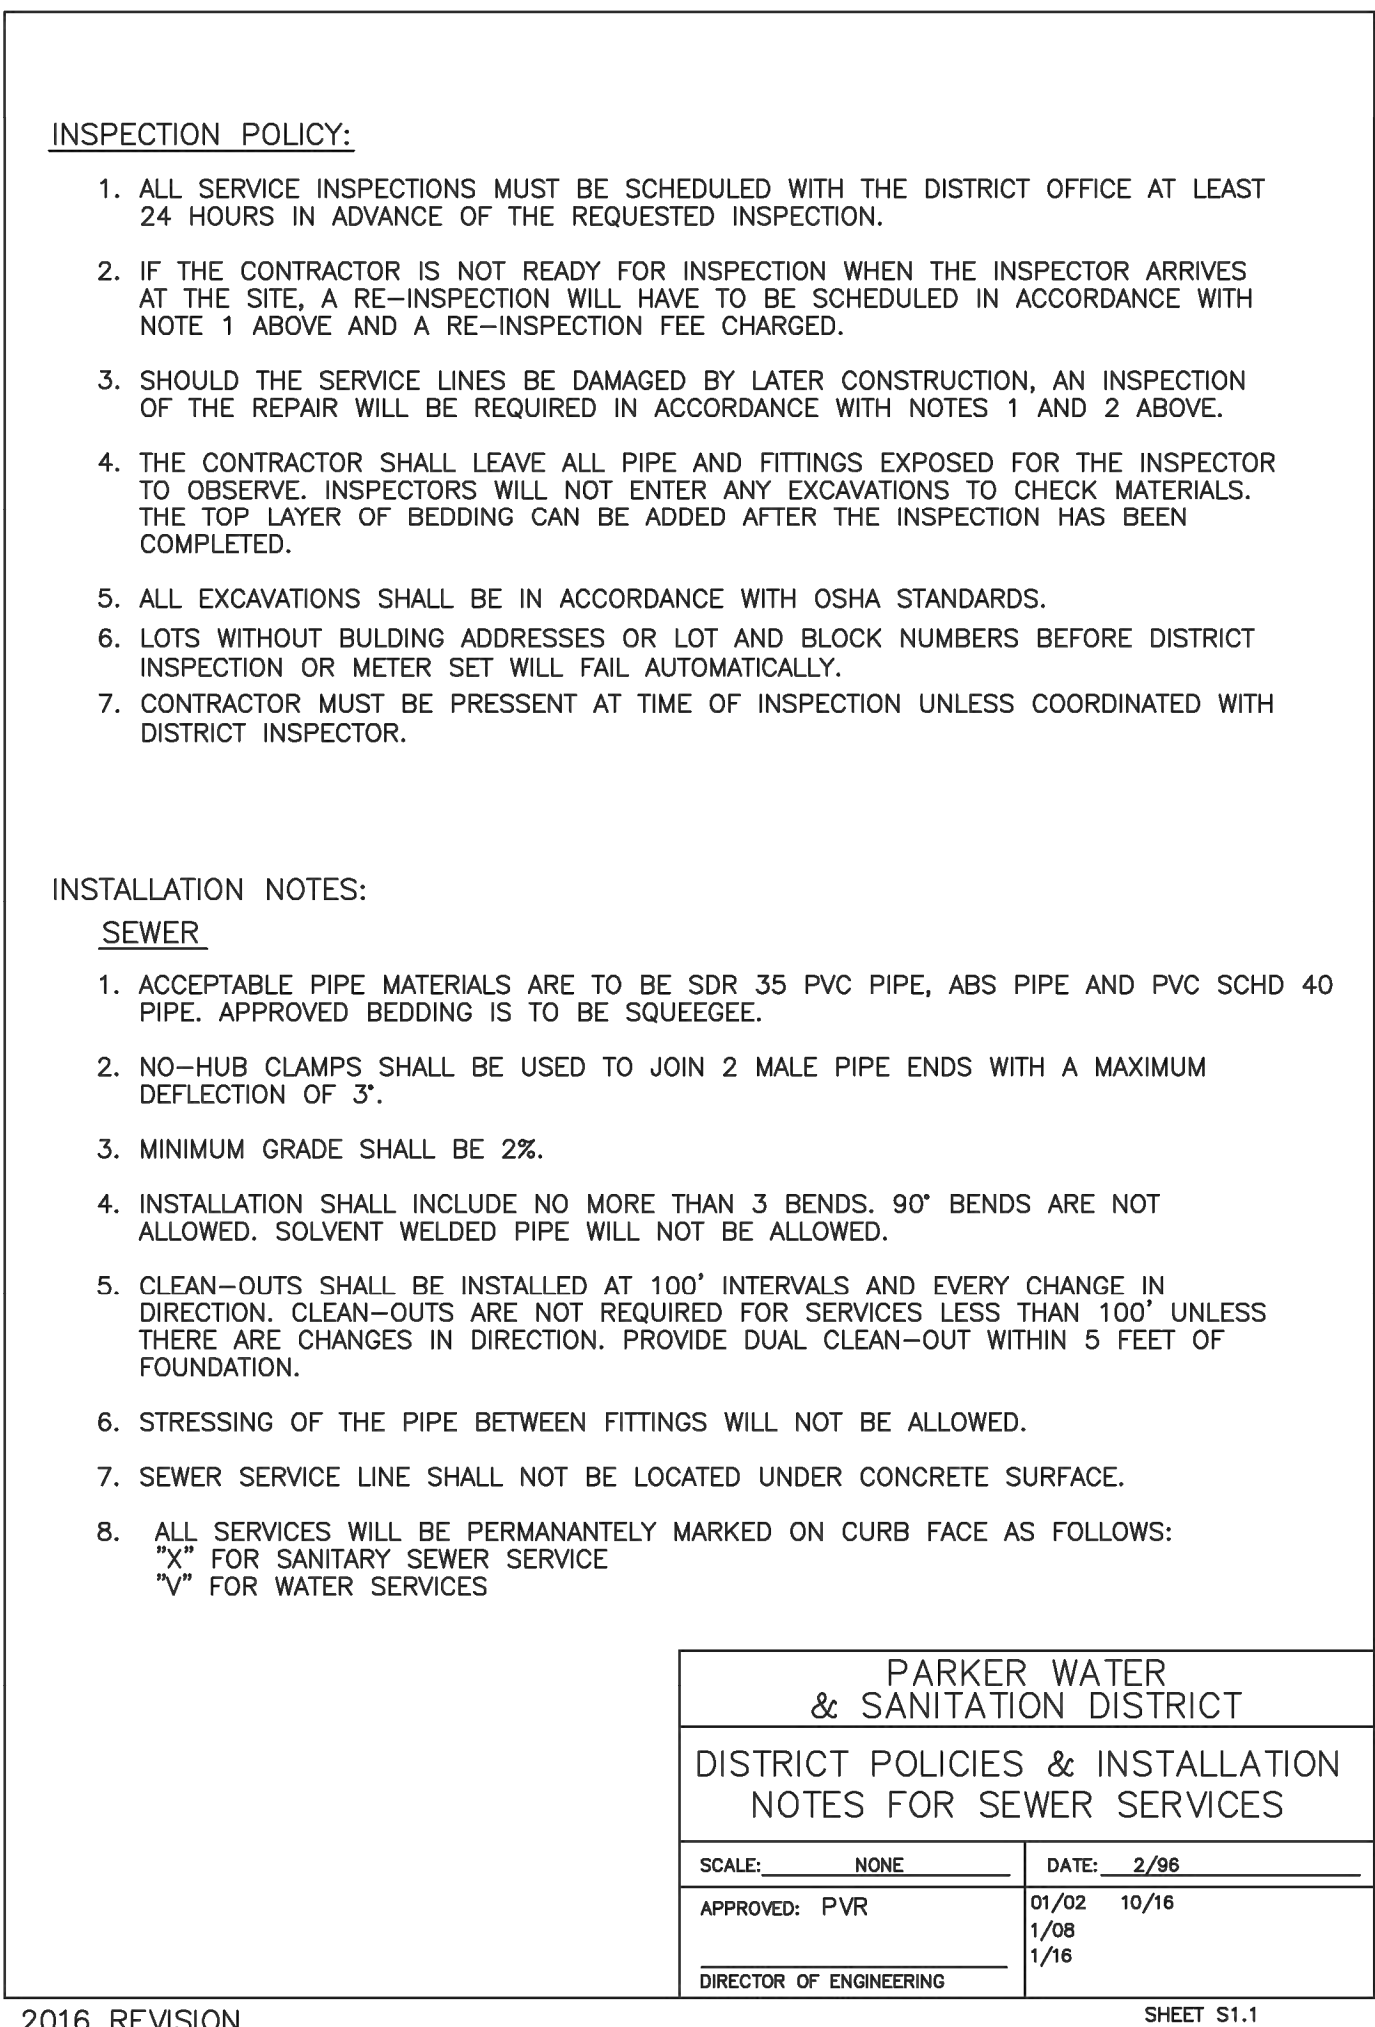 INSPECTION POLICY:
1. ALL SERVICE INSPECTIONS MUST BE SCHEDULED WITH THE DISTRICT OFFICE AT LEAST
24 HOURS IN ADVANCE OF THE REQUESTED INSPECTION.
2. IF THE CONTRACTOR IS NOT READY FOR INSPECTION WHEN THE INSPECTOR ARRIVES
AT THE SITE, A RE-INSPECTION WILL HAVE TO BE SCHEDULED IN ACCORDANCE WITH
NOTE 1 ABOVE AND A RE-INSPECTION FEE CHARGED.
3. SHOULD THE SERVICE LINES BE DAMAGED BY LATER CONSTRUCTION, AN INSPECTION
OF THE REPAIR WILL BE REQUIRED IN ACCORDANCE WITH NOTES 1 AND 2 ABOVE.
4. THE CONTRACTOR SHALL LEAVE ALL PIPE AND FITTINGS EXPOSED FOR THE INSPECTOR
TO OBSERVE. INSPECTORS WILL NOT ENTER ANY EXCAVATIONS TO CHECK MATERIALS.
THE TOP LAYER OF BEDDING CAN BE ADDED AFTER THE INSPECTION HAS BEEN
COMPLETED.
5. ALL EXCAVATIONS SHALL BE IN ACCORDANCE WITH OSHA STANDARDS.
6. LOTS WITHOUT BULDING ADDRESSES OR LOT AND BLOCK NUMBERS BEFORE DISTRICT
INSPECTION OR METER SET WILL FAIL AUTOMATICALLY.
7. CONTRACTOR MUST BE PRESSENT AT TIME OF INSPECTION UNLESS COORDINATED WITH
DISTRICT INSPECTOR.
INSTALLATION NOTES:
SEWER
1. ACCEPTABLE PIPE MATERIALS ARE TO BE SDR 35 PVC PIPE, ABS PIPE AND PVC SCHD 40
PIPE. APPROVED BEDDING IS TO BE SQUEEGEE.
2. NO-HUB CLAMPS SHALL BE USED TO JOIN 2 MALE PIPE ENDS WITH A MAXIMUM
DEFLECTION OF 3°.
3. MINIMUM GRADE SHALL BE 2%.
4. INSTALLATION SHALL INCLUDE NO MORE THAN 3 BENDS. 90° BENDS ARE NOT
ALLOWED. SOLVENT WELDED PIPE WILL NOT BE ALLOWED.
5. CLEAN-OUTS SHALL BE INSTALLED AT 100' INTERVALS AND EVERY CHANGE IN
DIRECTION. CLEAN-OUTS ARE NOT REQUIRED FOR SERVICES LESS THAN 100' UNLESS
THERE ARE CHANGES IN DIRECTION. PROVIDE DUAL CLEAN-OUT WITHIN 5 FEET OF
FOUNDATION.
6. STRESSING OF THE PIPE BETWEEN FITTINGS WILL NOT BE ALLOWED.
7. SEWER SERVICE LINE SHALL NOT BE LOCATED UNDER CONCRETE SURFACE.
8. ALL SERVICES WILL BE PERMANANTELY MARKED ON CURB FACE AS FOLLOWS:
"X" FOR SANITARY SEWER SERVICE
"V" FOR WATER SERVICES
PARKER WATER
& SANITATION DISTRICT
DISTRICT POLICIES & INSTALLATION
NOTES FOR SEWER SERVICES
SCALE: NONE
DATE: 2/96
APPROVED: PVR
DIRECTOR OF ENGINEERING
01/02 10/16
1/08
1/16
2016 REVISION
SHEET S1.1